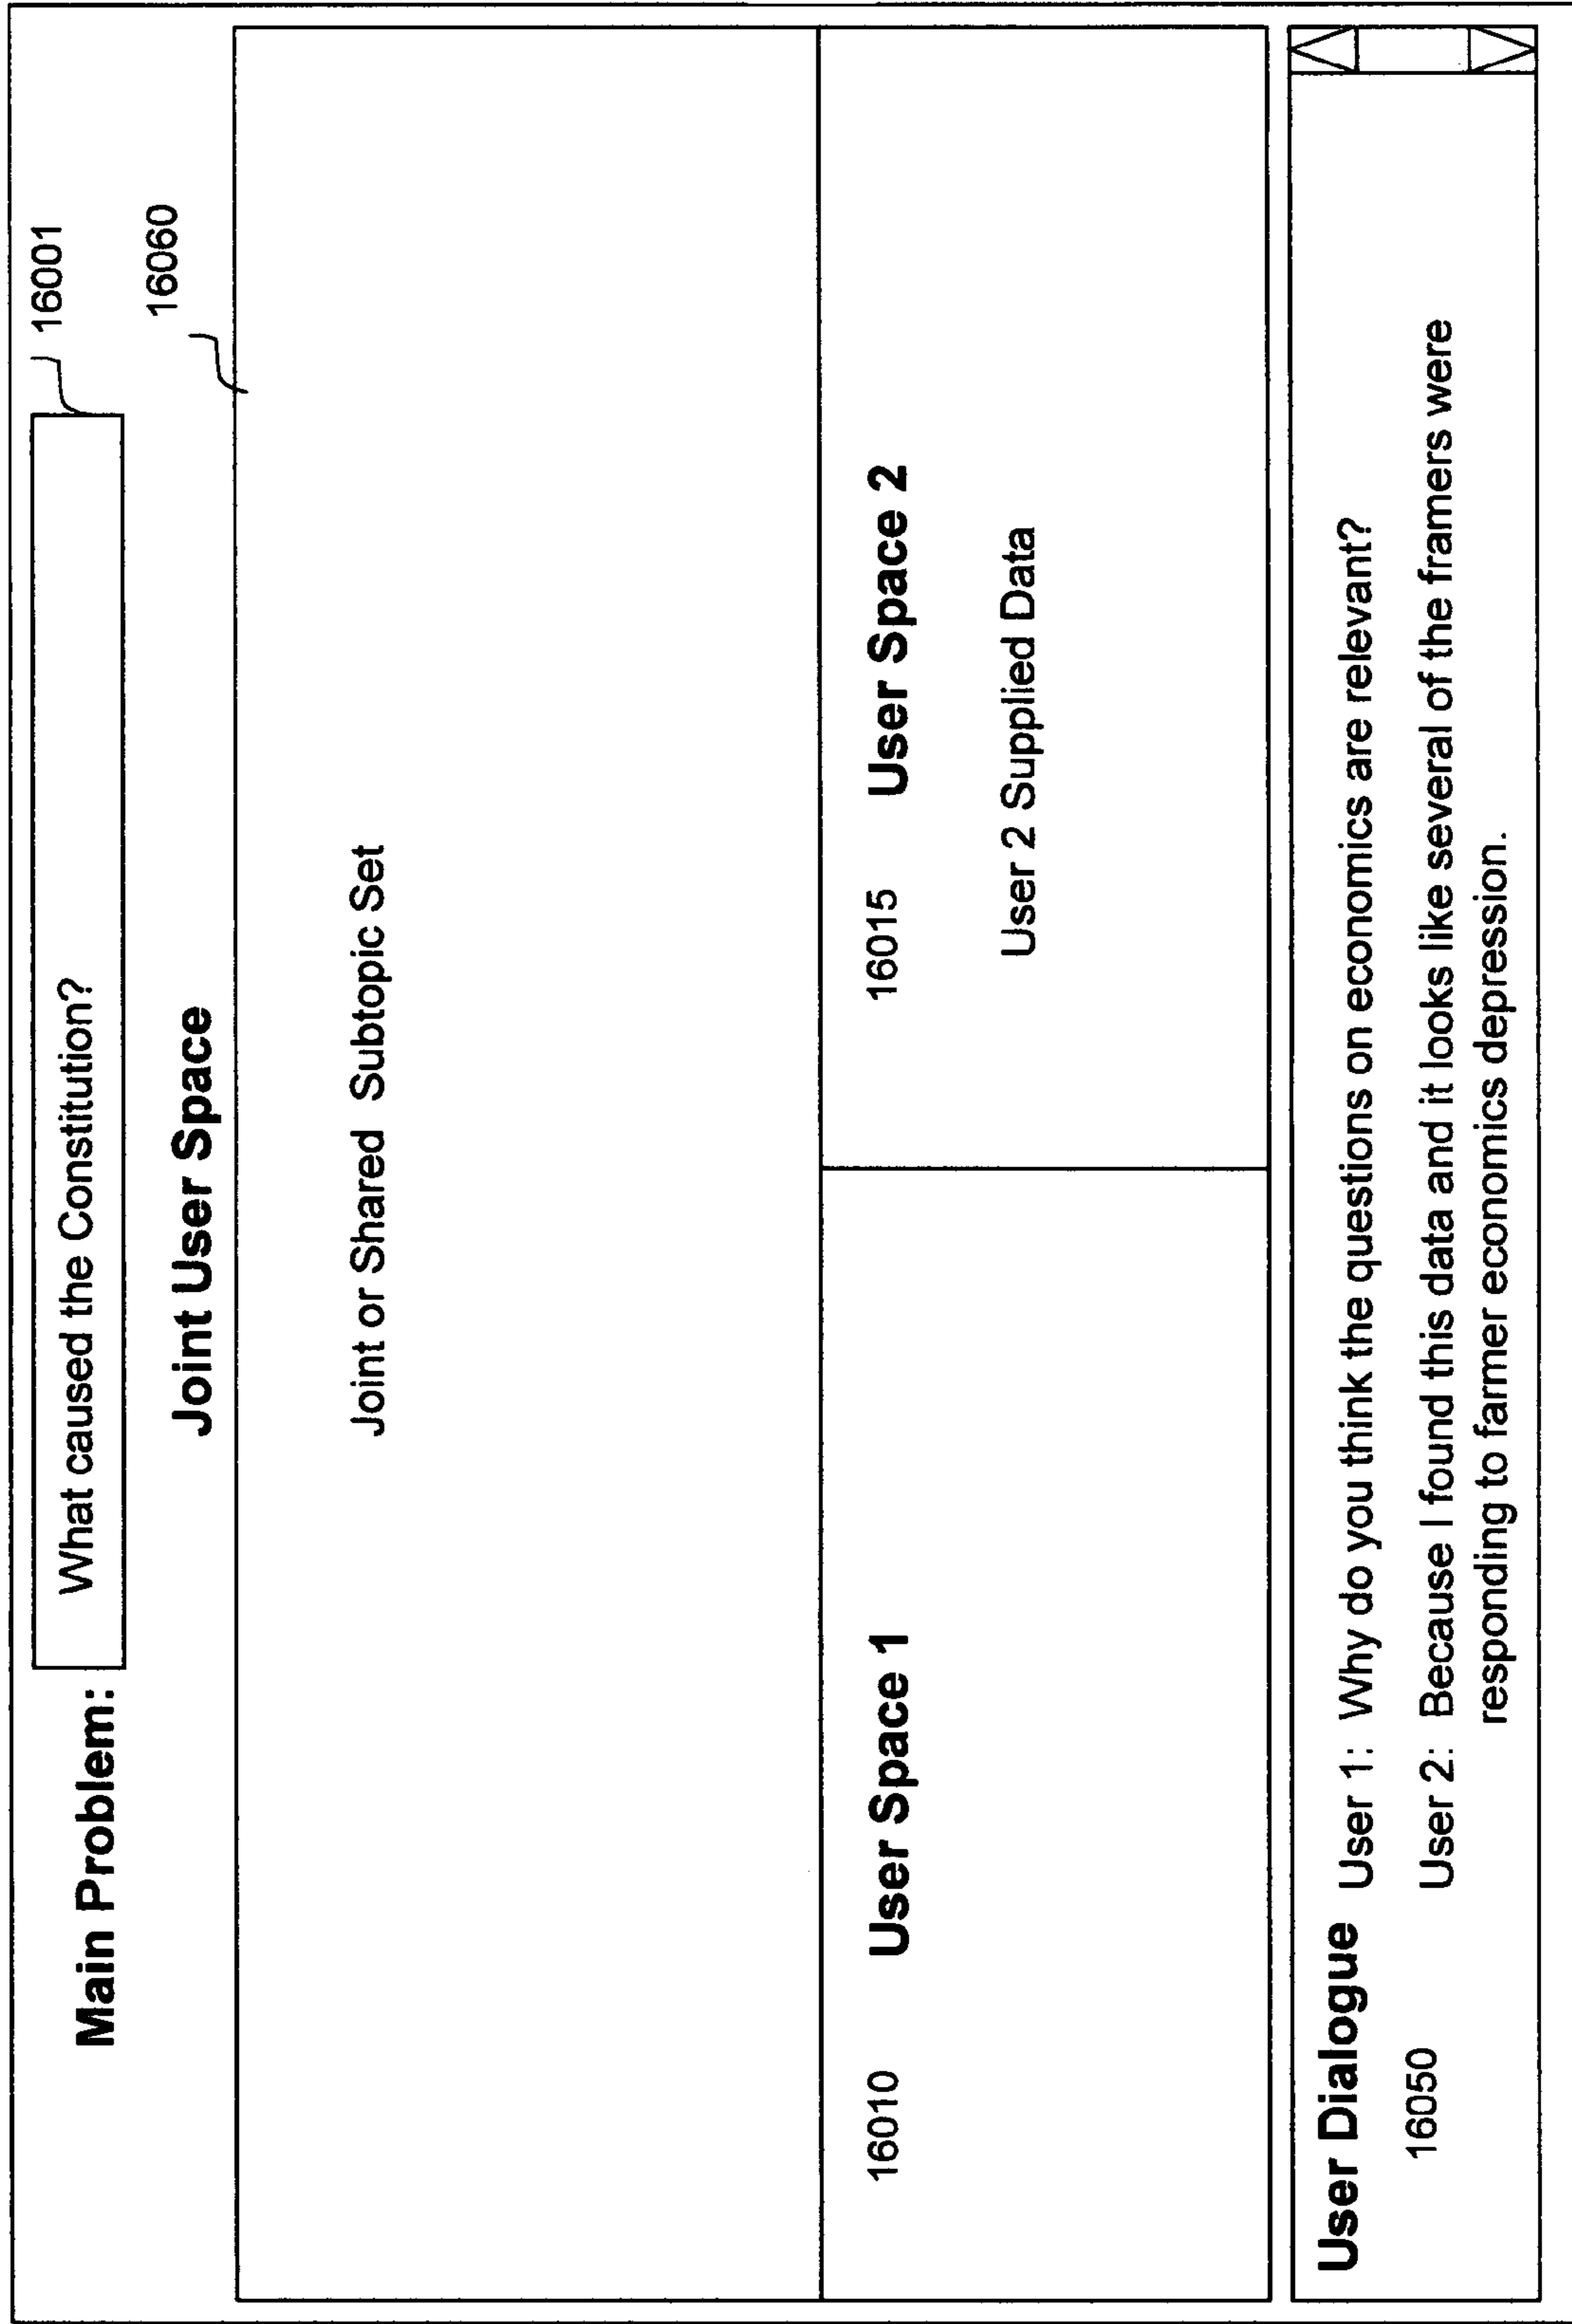 Main Problem: What caused the Constitution? 16001
Joint User Space 16060
Joint or Shared Subtopic Set
16010 User Space 1
16015 User Space 2
User 2 Supplied Data
User Dialogue User 1: Why do you think the questions on economics are relevant?
16050 User 2: Because I found this data and it looks like several of the framers were
responding to farmer economics depression.